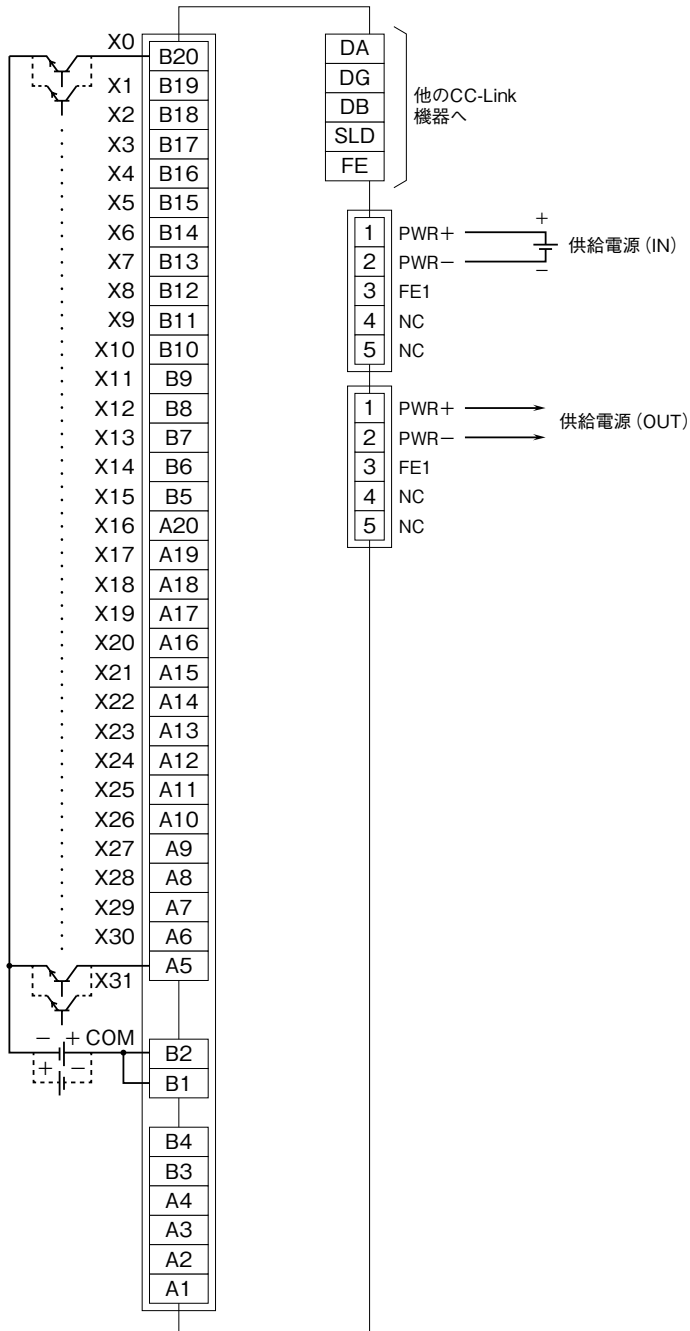 X0 B20
X1 B19
X2 B18
X3 B17
X4 B16
X5 B15
X6 B14
X7 B13
X8 B12
X9 B11
X10 B10
X11 B9
X12 B8
X13 B7
X14 B6
X15 B5
X16 A20
X17 A19
X18 A18
X19 A17
X20 A16
X21 A15
X22 A14
X23 A13
X24 A12
X25 A11
X26 A10
X27 A9
X28 A8
X29 A7
X30 A6
X31 A5
− + COM B2
+ − B1
B4
B3
A4
A3
A2
A1
DA
DG
DB
SLD
FE
他のCC-Link
機器へ
1 PWR+ +
供給電源(IN)
2 PWR− −
3 FE1
4 NC
5 NC
1 PWR+
供給電源(OUT)
2 PWR−
3 FE1
4 NC
5 NC